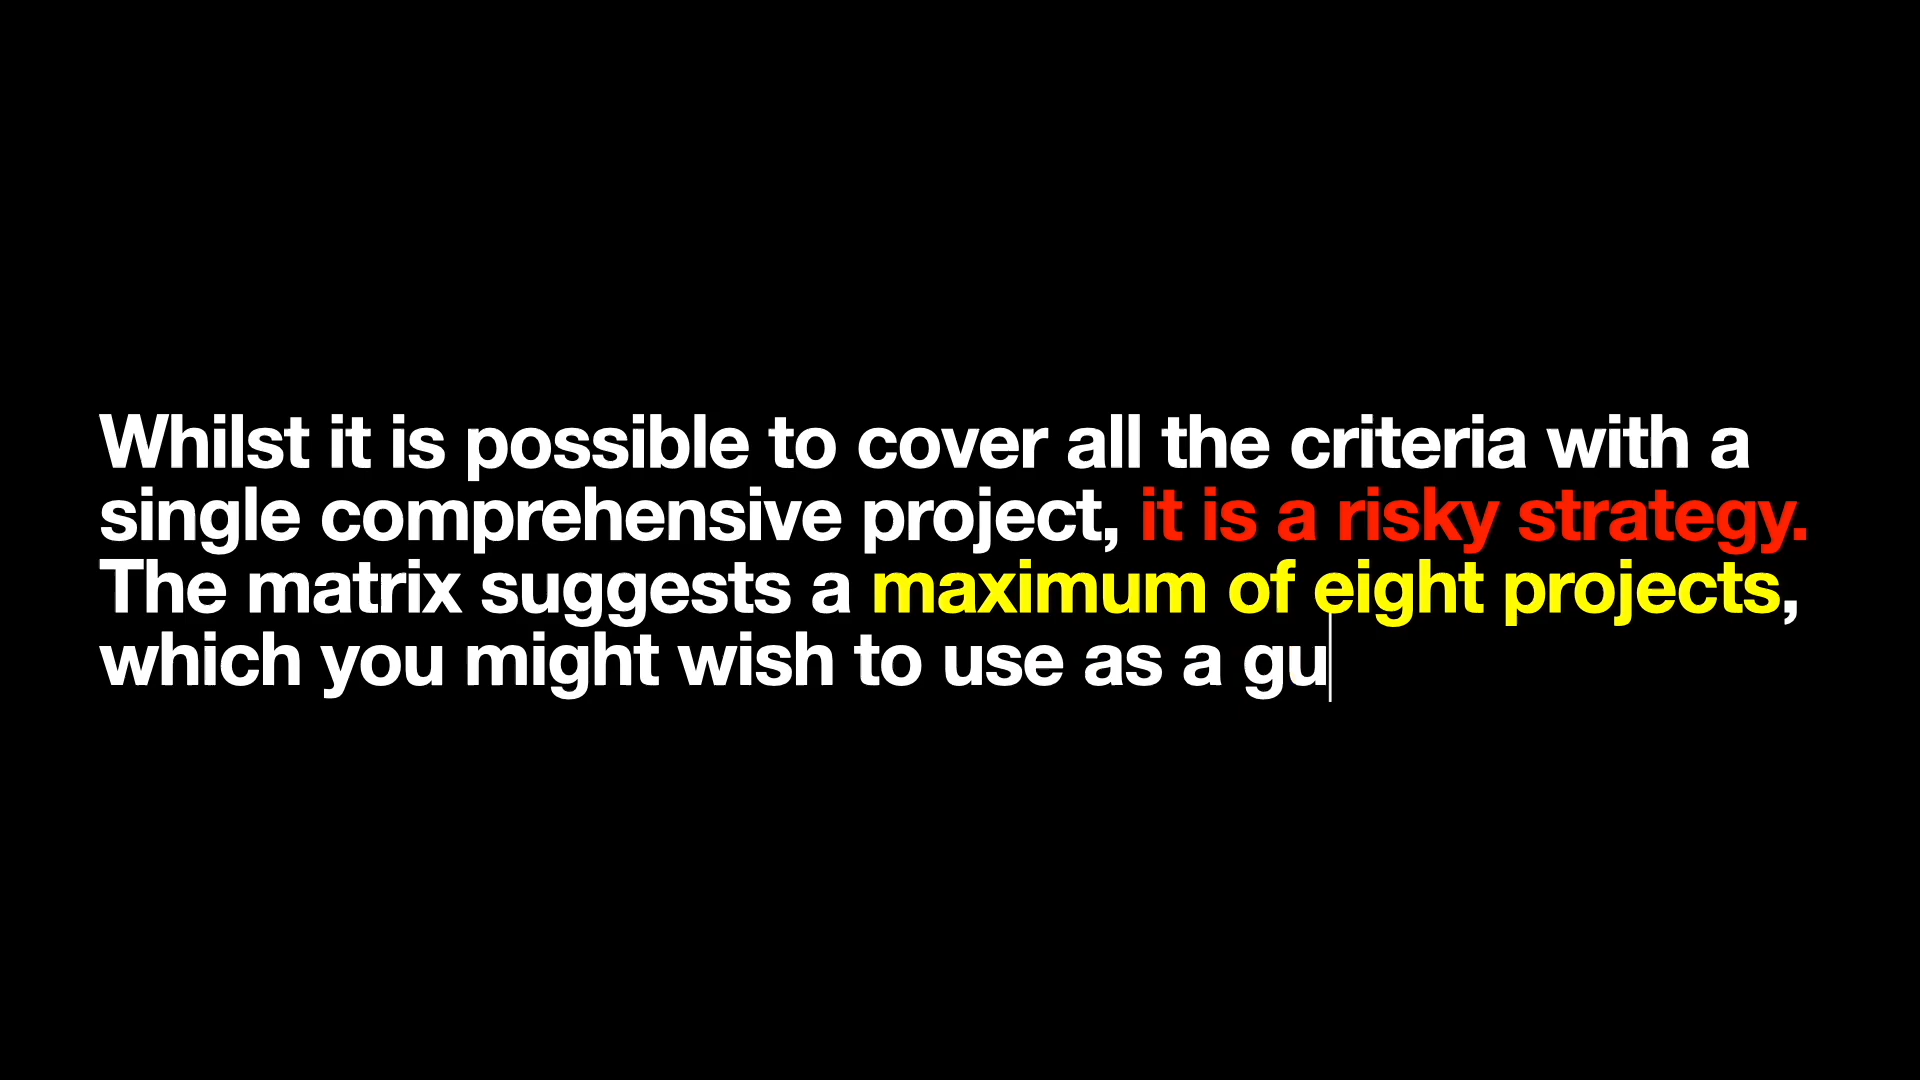 Whilst it is possible to cover all the criteria with a
single comprehensive project, it is a risky strategy.
The matrix suggests a maximum of eight projects,
which you might wish to use as a gu